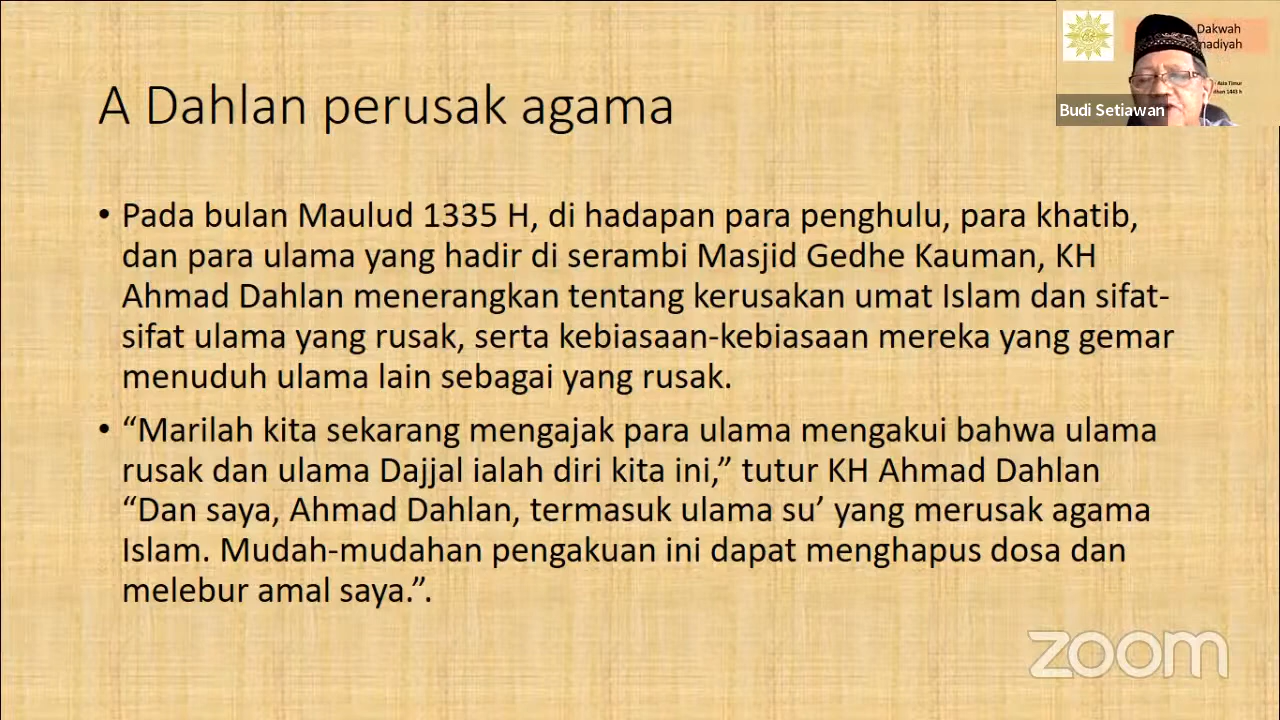 A Dahlan perusak agama
Dakwah
Budi Setiawan
• Pada bulan Maulud 1335 H, di hadapan para penghulu, para khatib,
dan para ulama yang hadir di serambi Masjid Gedhe Kauman, KH
Ahmad Dahlan menerangkan tentang kerusakan umat Islam dan sifat-
sifat ulama yang rusak, serta kebiasaan-kebiasaan mereka yang gemar
menuduh ulama lain sebagai yang rusak.
• “Marilah kita sekarang mengajak para ulama mengakui bahwa ulama
rusak dan ulama Dajjal ialah diri kita ini,” tutur KH Ahmad Dahlan
“Dan saya, Ahmad Dahlan, termasuk ulama su’ yang merusak agama
Islam. Mudah-mudahan pengakuan ini dapat menghapus dosa dan
melebur amal saya.”.
zoom